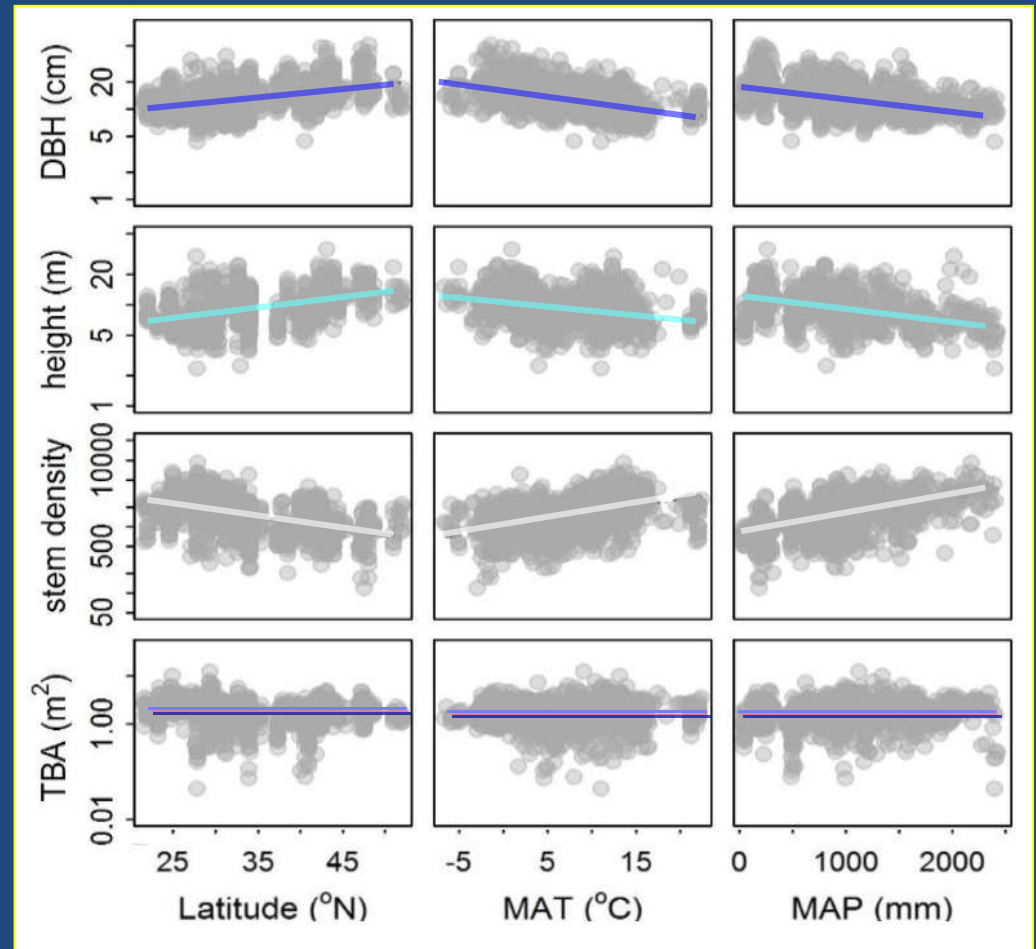 DBH (cm)
20
5
1
height (m)
20
5
1
stem density
10000
500
50
TBA (m²)
1.00
0.01
25 35 45
-5 5 15
0 1000 2000
Latitude (°N)
MAT (°C)
MAP (mm)